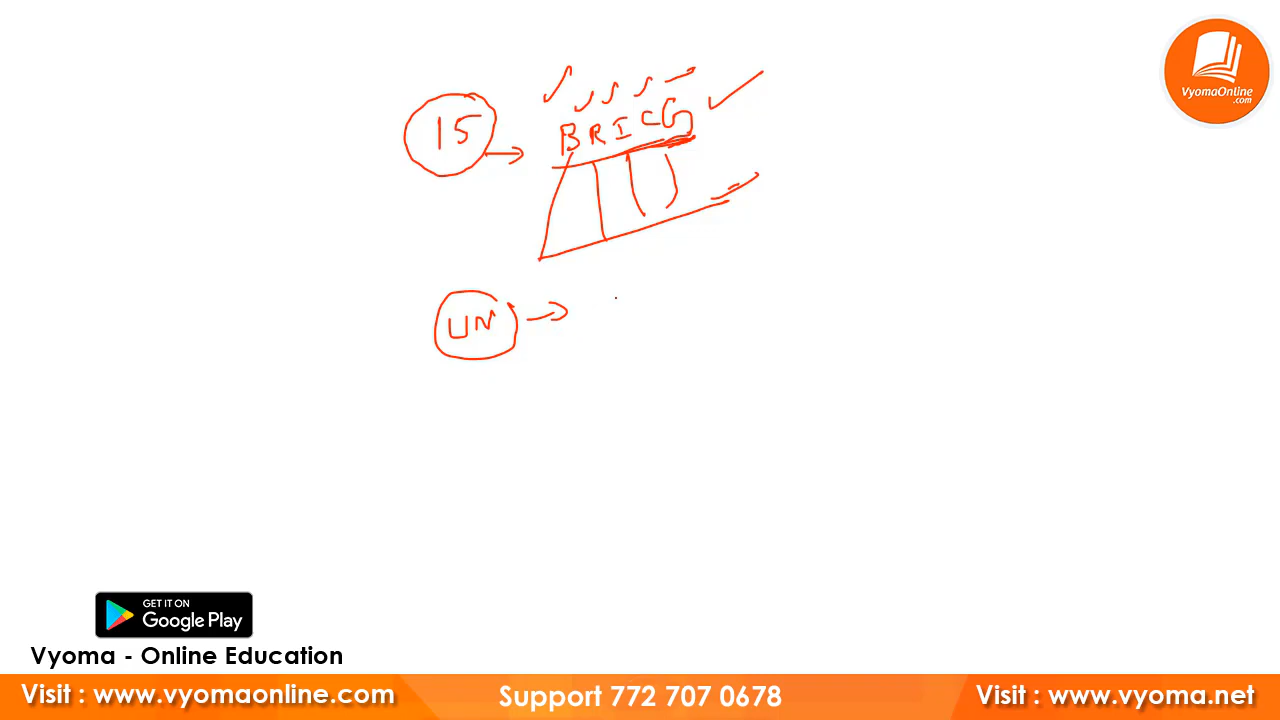 VyomaOnline
.com
15 → BRICS
UN →
GET IT ON
Google Play
Vyoma - Online Education
Visit : www.vyomaonline.com
Support 772 707 0678
Visit : www.vyoma.net